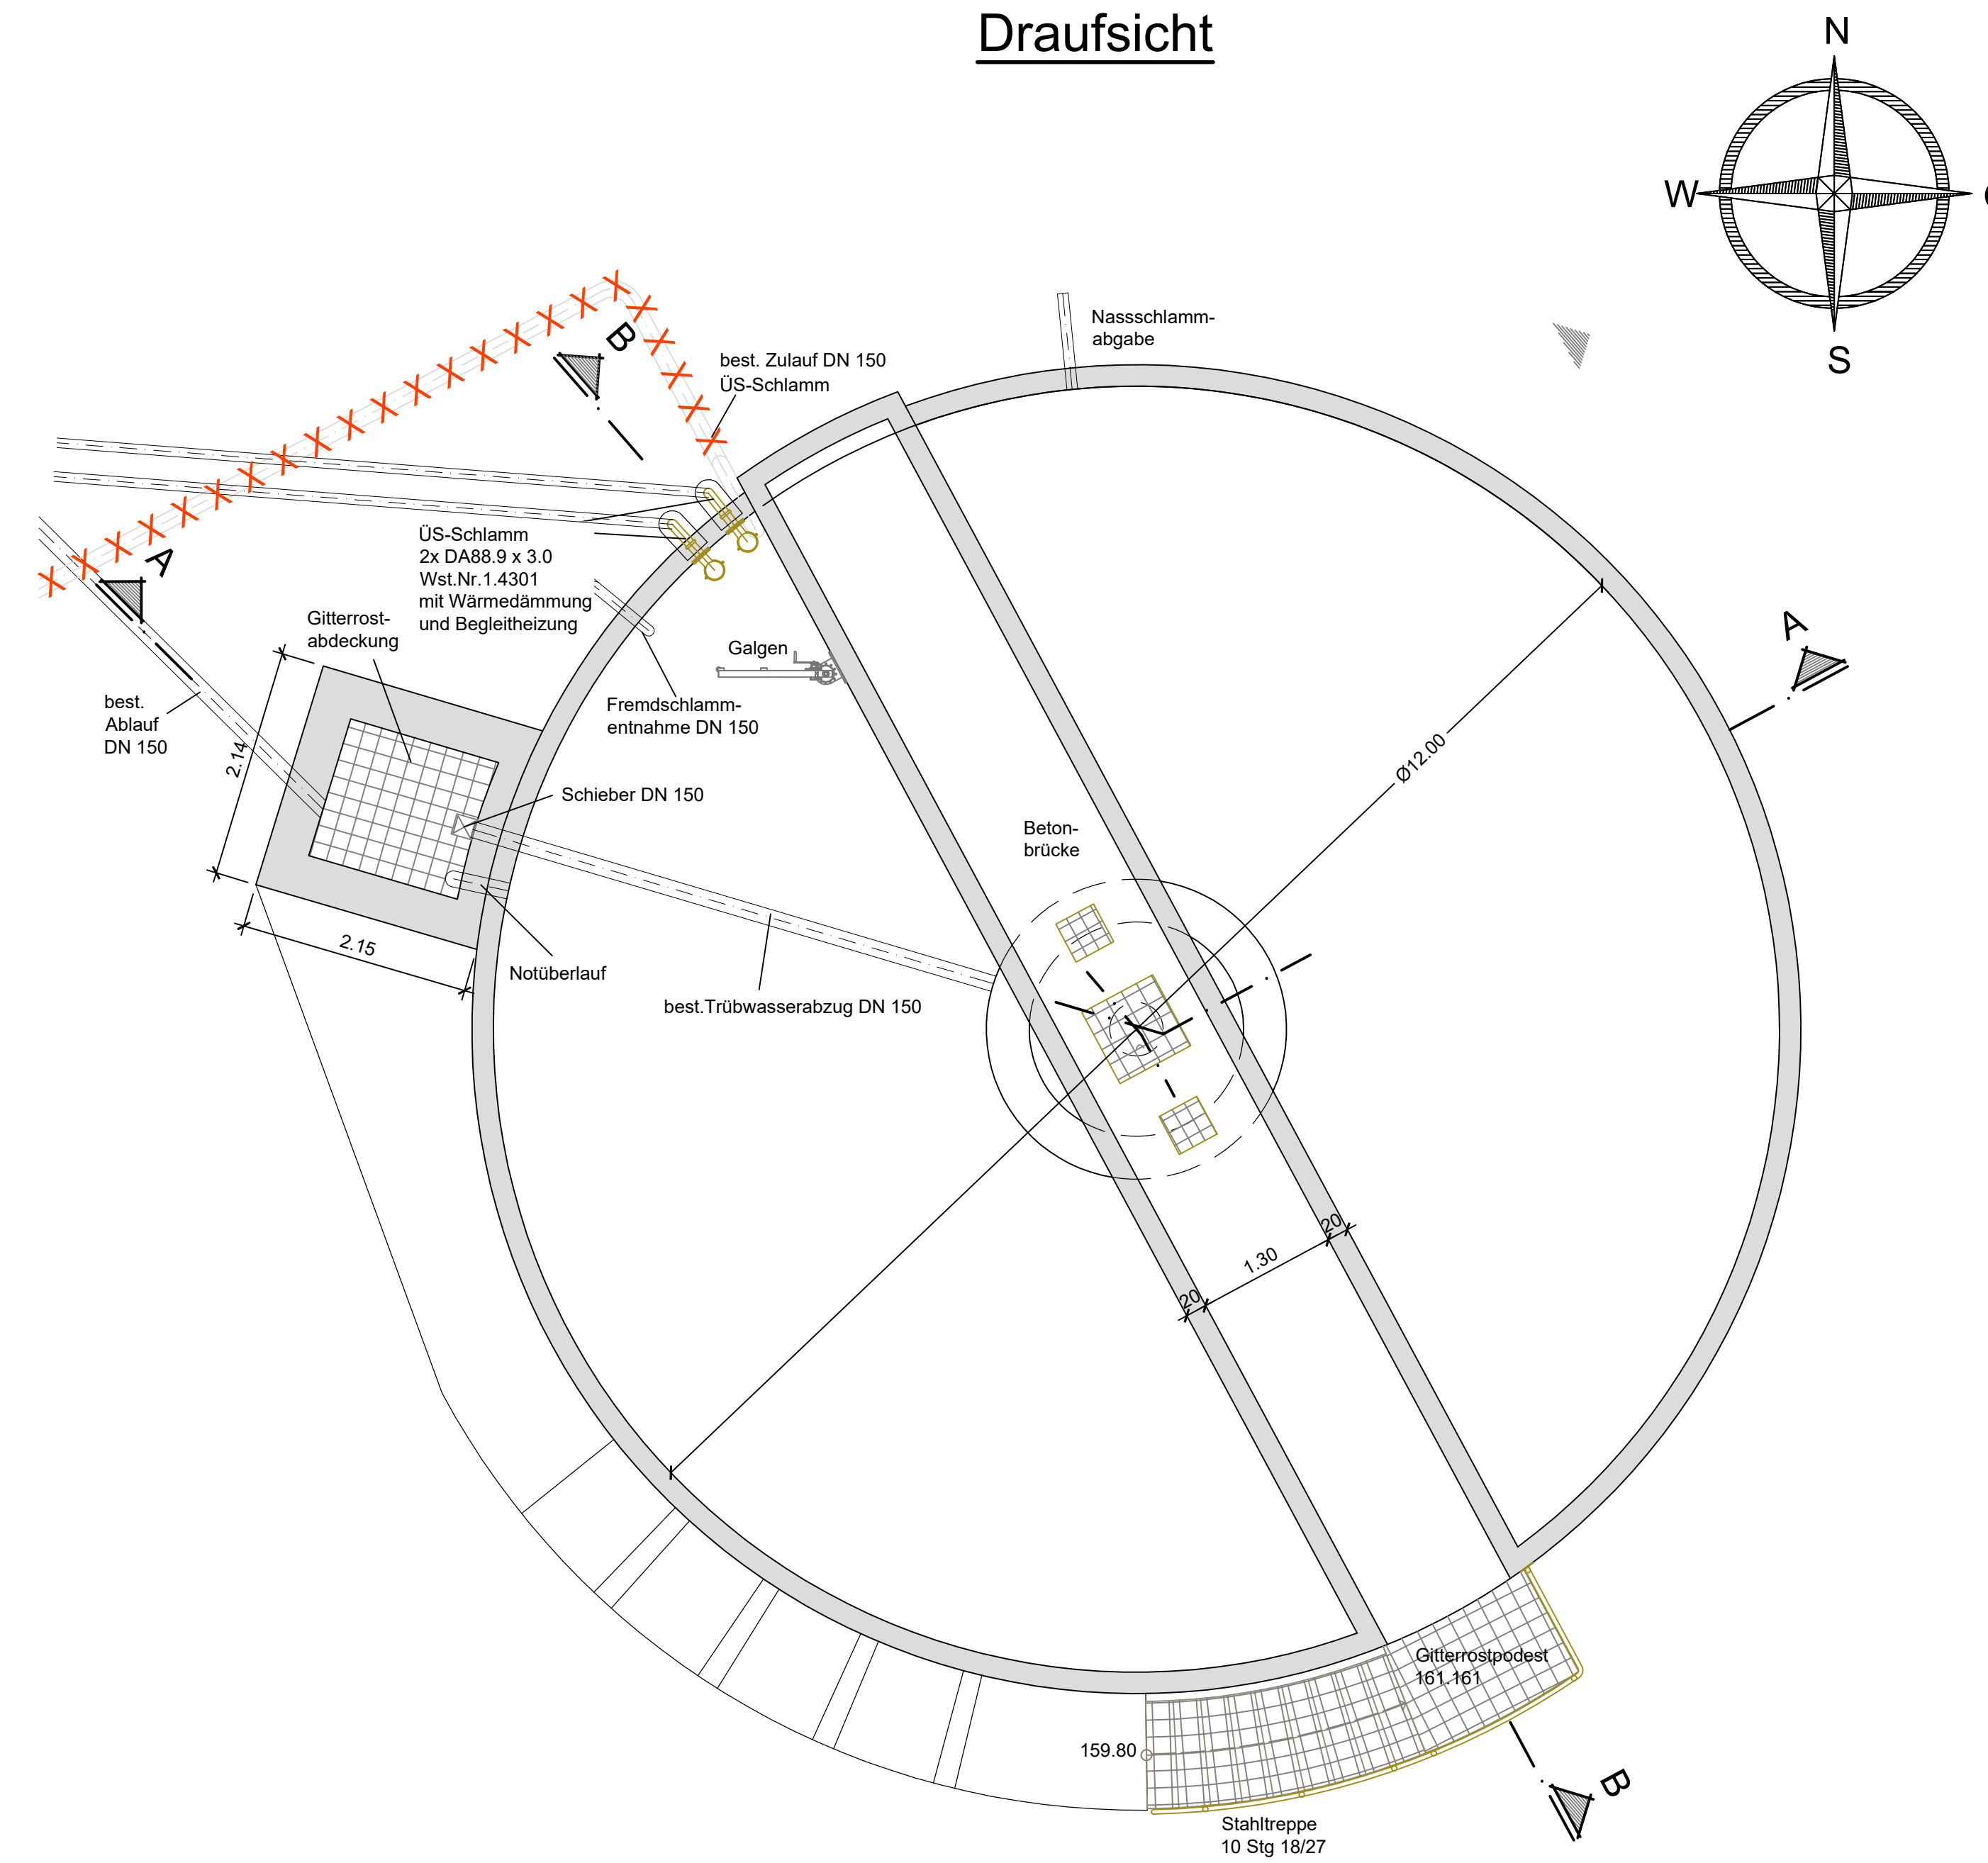 Draufsicht
N
W
S
Nassschlamm-
abgabe
B
best. Zulauf DN 150
ÜS-Schlamm
ÜS-Schlamm
2x DA88.9 x 3.0
Wst.Nr.1.4301
mit Wärmedämmung
und Begleitheizung
A
Gitterrost-
abdeckung
A
Galgen
best.
Ablauf
DN 150
Fremdschlamm-
entnahme DN 150
2.14
Ø12.00
Schieber DN 150
Beton-
brücke
2.15
Notüberlauf
best.Trübwasserabzug DN 150
20
1.30
20
Gitterrostpodest
161.161
159.80
B
Stahltreppe
10 Stg 18/27